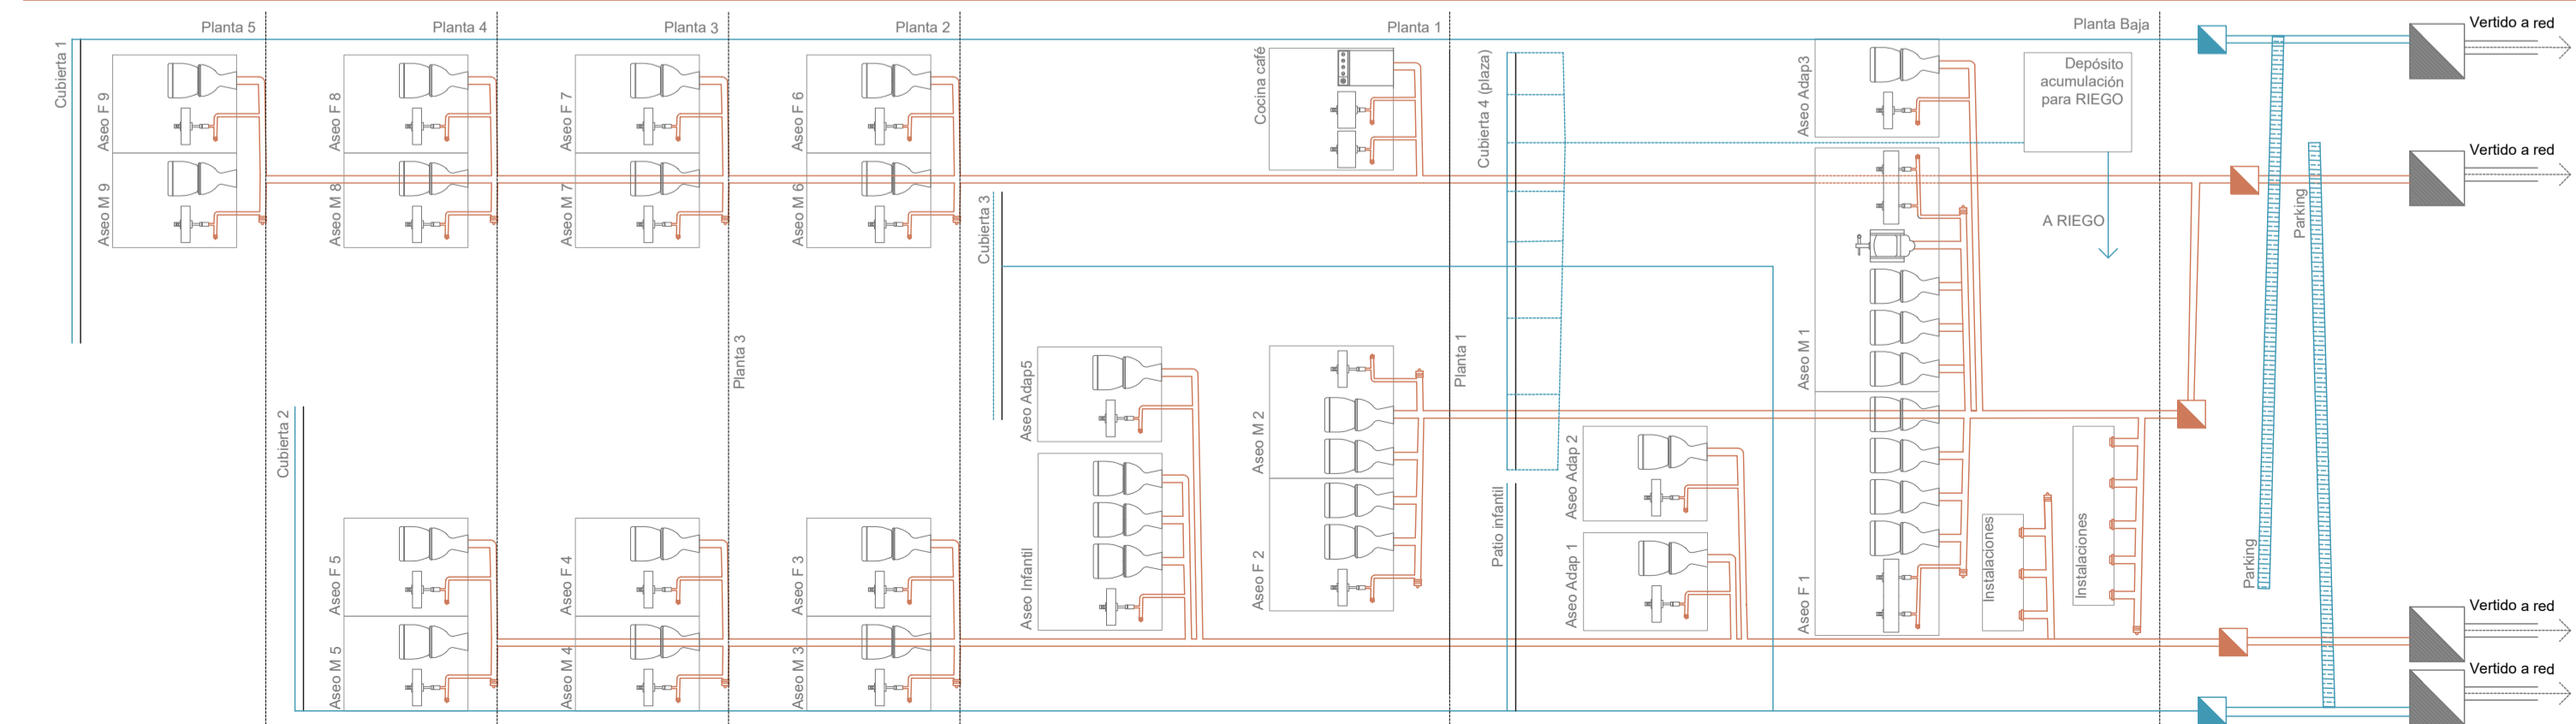 Planta 5
Planta 4
Planta 3
Planta 2
Planta 1
Planta Baja
Vertido a red
Cubierta 1
Aseo F 9
Aseo F 8
Aseo F 7
Aseo F 6
Cocina café
Cubierta 4 (plaza)
Aseo Adap3
Depósito
acumulación
para RIEGO
Vertido a red
Aseo M 9
Aseo M 8
Aseo M 7
Aseo M 6
Cubierta 3
A RIEGO
Parking
Planta 3
Aseo Adap5
Planta 1
Aseo M 1
Cubierta 2
Aseo M 2
Aseo Adap 2
Patio infantil
Aseo F 5
Aseo F 4
Aseo F 3
Aseo Infantil
Aseo F 2
Aseo Adap 1
Aseo F 1
Instalaciones
Instalaciones
Parking
Vertido a red
Aseo M 5
Aseo M 4
Aseo M 3
Vertido a red